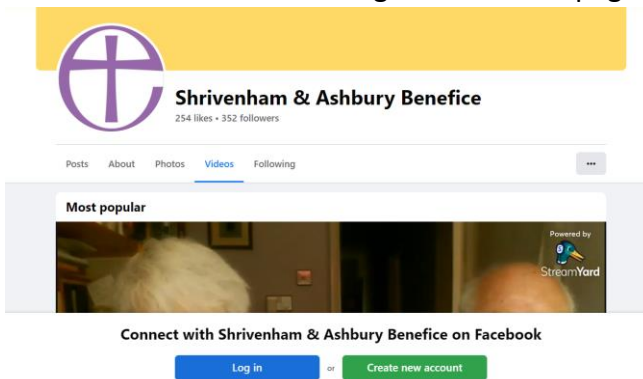 Shrivenham & Ashbury Benefice
254 likes • 352 followers
Posts About Photos Videos Following ...
Most popular
Powered by
StreamYard
Connect with Shrivenham & Ashbury Benefice on Facebook
Log in or Create new account